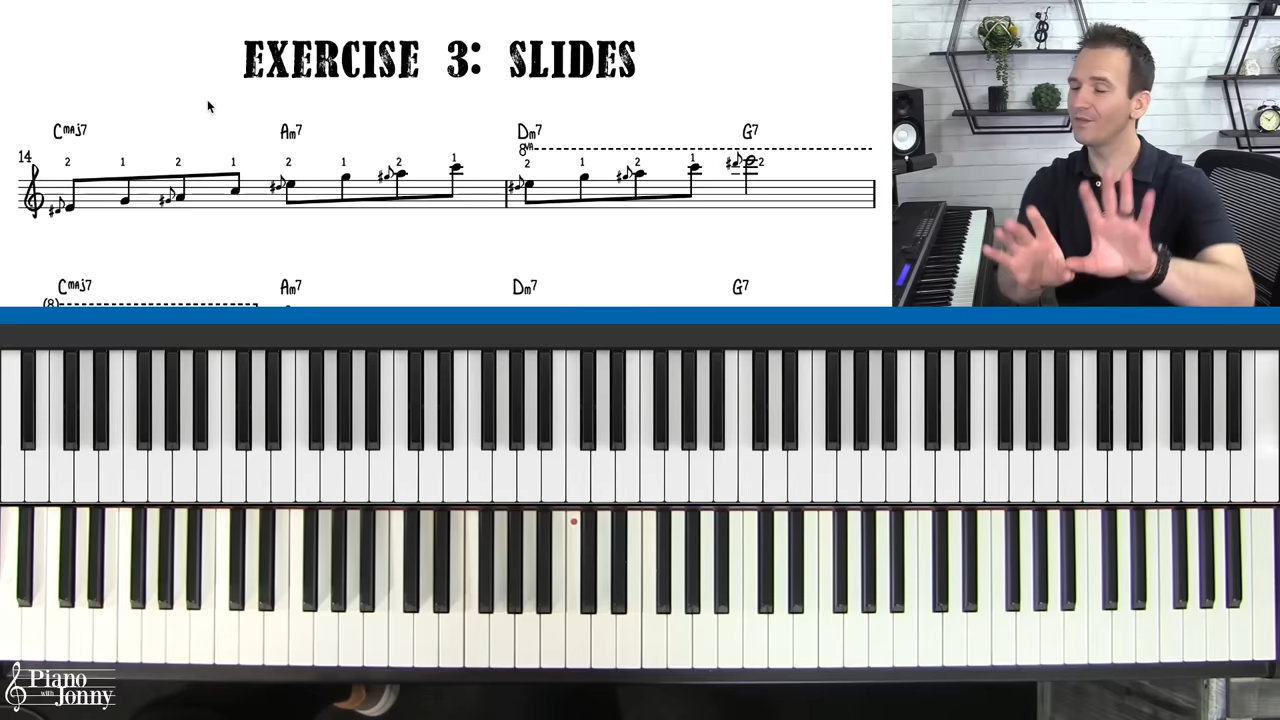 EXERCISE 3: SLIDES
Cmaj7 Am7 Dm7 G7
8va
14 2 1 2 1 2 1 2 1 2 1 2 1 2
Cmaj7 Am7 Dm7 G7
(8)
Piano
with
Jonny